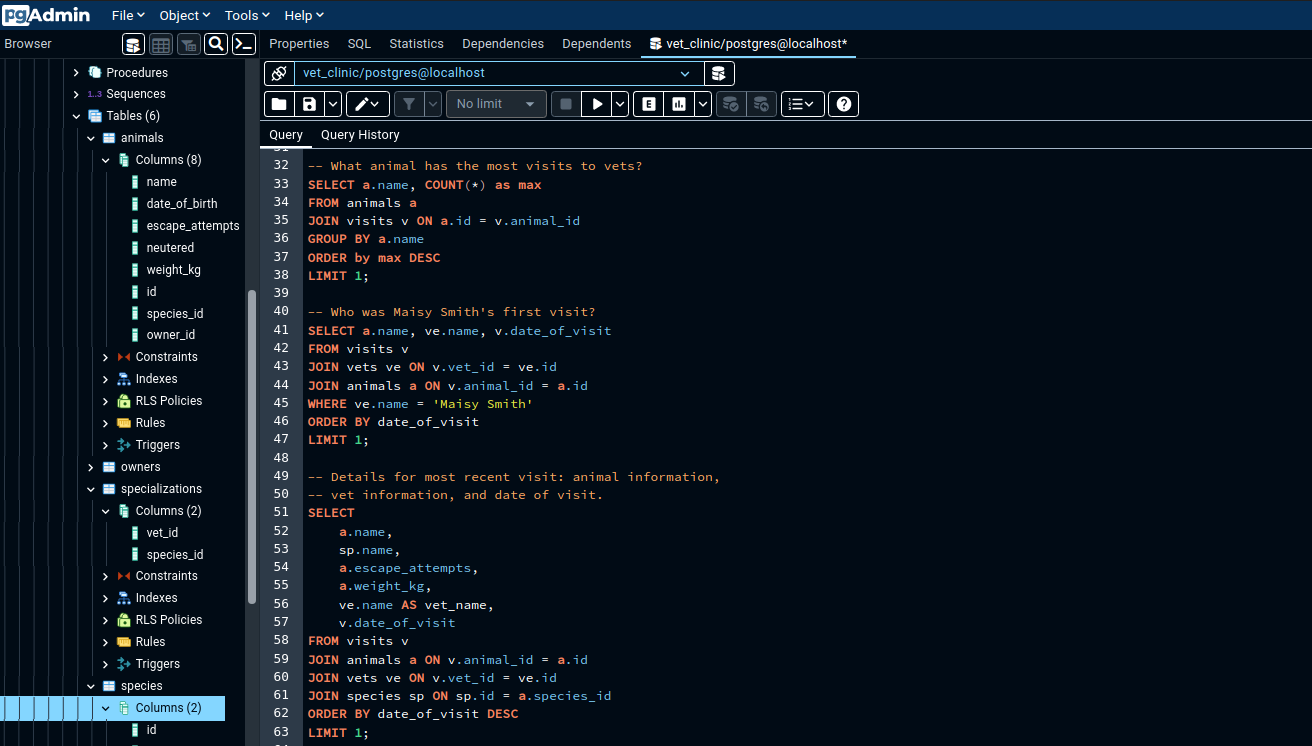 pgAdmin File Object Tools Help
Browser
Properties SQL Statistics Dependencies Dependents vet_clinic/postgres@localhost*
vet_clinic/postgres@localhost
No limit
Query Query History
Procedures
1..3 Sequences
Tables (6)
animals
Columns (8)
name
date_of_birth
escape_attempts
neutered
weight_kg
id
species_id
owner_id
Constraints
Indexes
RLS Policies
Rules
Triggers
owners
specializations
Columns (2)
vet_id
species_id
Constraints
Indexes
RLS Policies
Rules
Triggers
species
Columns (2)
id
31
32 -- What animal has the most visits to vets?
33 SELECT a.name, COUNT(*) as max
34 FROM animals a
35 JOIN visits v ON a.id = v.animal_id
36 GROUP BY a.name
37 ORDER by max DESC
38 LIMIT 1;
39
40 -- Who was Maisy Smith's first visit?
41 SELECT a.name, ve.name, v.date_of_visit
42 FROM visits v
43 JOIN vets ve ON v.vet_id = ve.id
44 JOIN animals a ON v.animal_id = a.id
45 WHERE ve.name = 'Maisy Smith'
46 ORDER BY date_of_visit
47 LIMIT 1;
48
49 -- Details for most recent visit: animal information,
50 -- vet information, and date of visit.
51 SELECT
52 a.name,
53 sp.name,
54 a.escape_attempts,
55 a.weight_kg,
56 ve.name AS vet_name,
57 v.date_of_visit
58 FROM visits v
59 JOIN animals a ON v.animal_id = a.id
60 JOIN vets ve ON v.vet_id = ve.id
61 JOIN species sp ON sp.id = a.species_id
62 ORDER BY date_of_visit DESC
63 LIMIT 1;